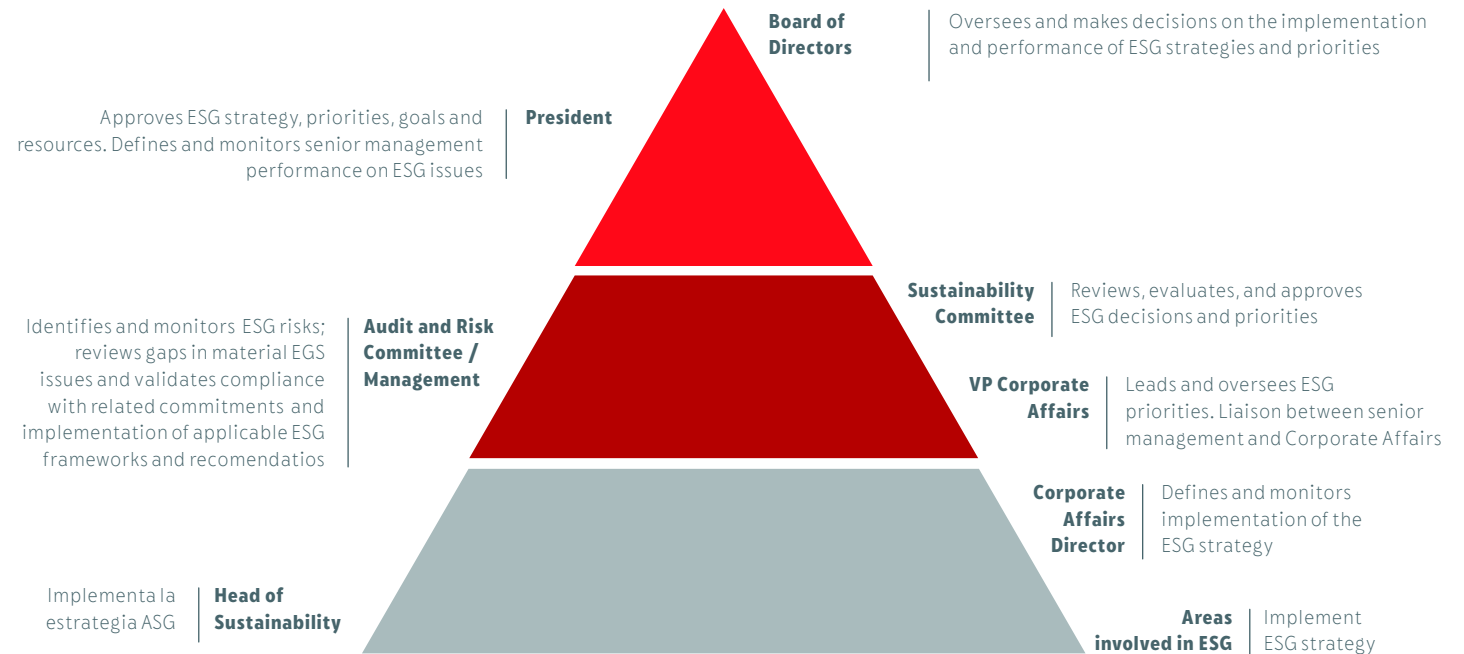 Board of
Directors
Oversees and makes decisions on the implementation
and performance of ESG strategies and priorities
Approves ESG strategy, priorities, goals and
resources. Defines and monitors senior management
performance on ESG issues
President
Sustainability
Committee
Reviews, evaluates, and approves
ESG decisions and priorities
Identifies and monitors ESG risks;
reviews gaps in material EGS
issues and validates compliance
with related commitments and
implementation of applicable ESG
frameworks and recomendatios
Audit and Risk
Committee /
Management
VP Corporate
Affairs
Leads and oversees ESG
priorities. Liaison between senior
management and Corporate Affairs
Corporate
Affairs
Director
Defines and monitors
implementation of the
ESG strategy
Implementa la
estrategia ASG
Head of
Sustainability
Areas
involved in ESG
Implement
ESG strategy